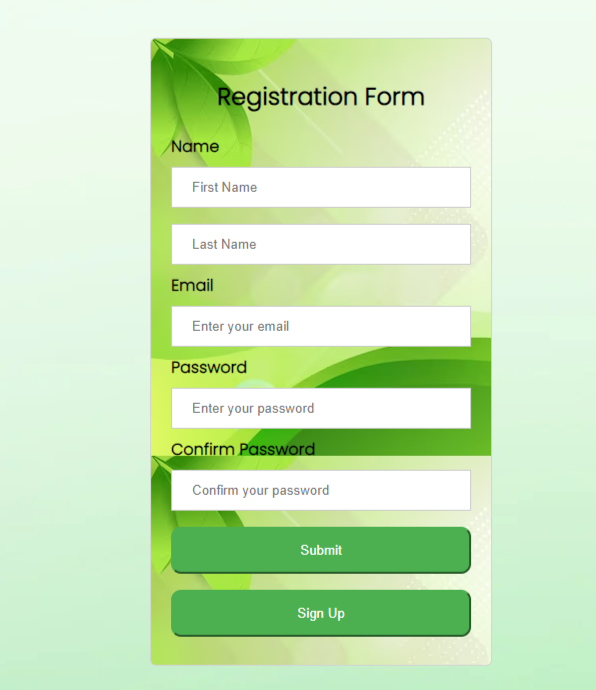 Registration Form
Name
First Name
Last Name
Email
Enter your email
Password
Enter your password
Confirm Password
Confirm your password
Submit
Sign Up